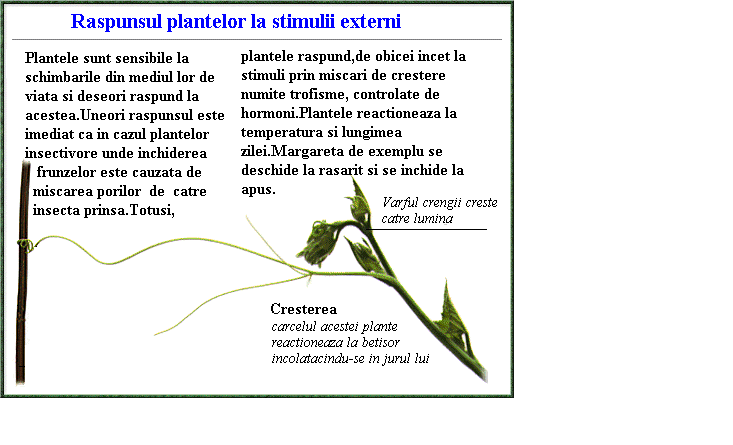 Raspunsul plantelor la stimulii externi
Plantele sunt sensibile la
schimbarile din mediul lor de
viata si deseori raspund la
acestea.Uneori raspunsul este
imediat ca in cazul plantelor
insectivore unde inchiderea
frunzelor este cauzata de
miscarea porilor de catre
insecta prinsa.Totusi,
plantele raspund,de obicei incet la
stimuli prin miscari de crestere
numite trofisme, controlate de
hormoni.Plantele reactioneaza la
temperatura si lungimea
zilei.Margareta de exemplu se
deschide la rasarit si se inchide la
apus.
Varful crengii creste
catre lumina
Cresterea
carcelul acestei plante
reactioneaza la betisor
incolatacindu-se in jurul lui